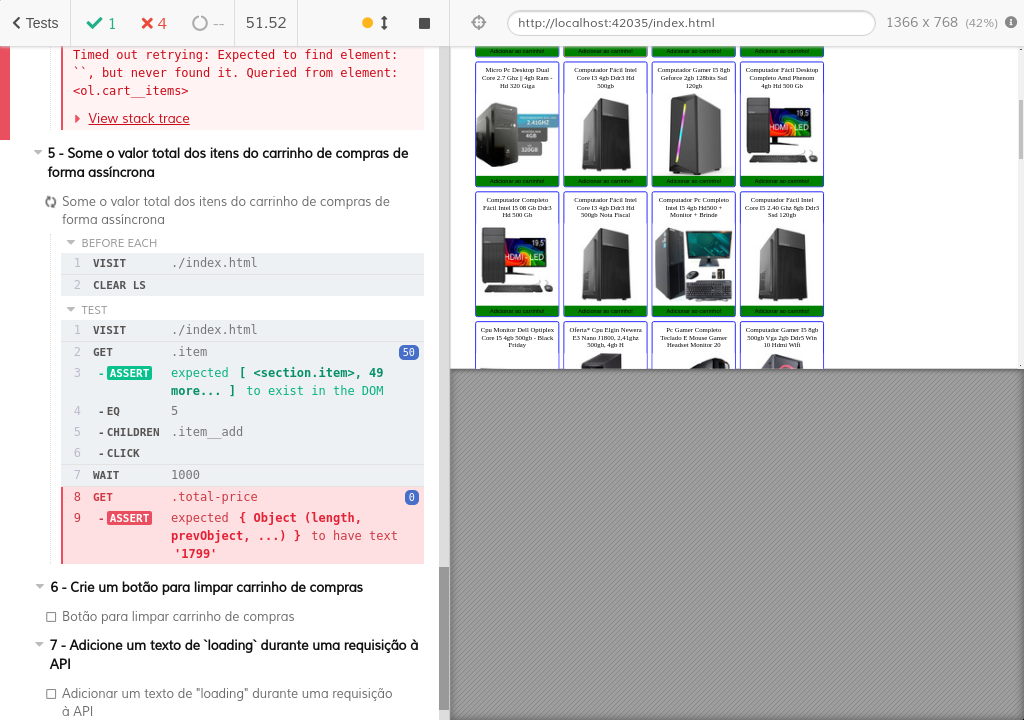 Tests
1
4
--
51.52
http://localhost:42035/index.html
1366 x 768 (42%)
Timed out retrying: Expected to find element:
``, but never found it. Queried from element:
<ol.cart__items>
View stack trace
5 - Some o valor total dos itens do carrinho de compras de
forma assíncrona
Some o valor total dos itens do carrinho de compras de
forma assíncrona
BEFORE EACH
1 VISIT ./index.html
2 CLEAR LS
TEST
1 VISIT ./index.html
2 GET .item 50
3 - ASSERT expected [ <section.item>, 49
more... ] to exist in the DOM
4 - EQ 5
5 - CHILDREN .item__add
6 - CLICK
7 WAIT 1000
8 GET .total-price 0
9 - ASSERT expected { Object (length,
prevObject, ...) } to have text
'1799'
6 - Crie um botão para limpar carrinho de compras
Botão para limpar carrinho de compras
7 - Adicione um texto de `loading` durante uma requisição à
API
Adicionar um texto de "loading" durante uma requisição
à API
Adicionar ao carrinho! Adicionar ao carrinho! Adicionar ao carrinho! Adicionar ao carrinho!
Micro Pc Desktop Dual
Core 2.7 Ghz | 4gb Ram -
Hd 320 Giga
2.41GHZ
4GB
320GB
Adicionar ao carrinho!
Computador Fácil Intel
Core I3 4gb Ddr3 Hd
500gb
Adicionar ao carrinho!
Computador Gamer I5 8gb
Geforce 2gb 128bits Ssd
120gb
Adicionar ao carrinho!
Computador Fácil Desktop
Completo Amd Phenom
4gb Hd 500 Gb
19,5"
HDMI - LED
Adicionar ao carrinho!
Computador Completo
Fácil Intel I5 08 Gb Ddr3
Hd 500 Gb
19,5"
HDMI - LED
Adicionar ao carrinho!
Computador Fácil Intel
Core I3 4gb Ddr3 Hd
500gb Nota Fiscal
Adicionar ao carrinho!
Computador Pc Completo
Intel I5 4gb Hd500 +
Monitor + Brinde
Adicionar ao carrinho!
Computador Fácil Intel
Core I5 2.40 Ghz 8gb Ddr3
Ssd 120gb
Adicionar ao carrinho!
Cpu Monitor Dell Optiplex
Core I5 4gb 500gb - Black
Friday
Oferta* Cpu Elgin Newera
E3 Nano J1800, 2,41ghz
500gb, 4gb H
Pc Gamer Completo
Teclado E Mouse Gamer
Headset Monitor 20
Computador Gamer I5 8gb
500gb Vga 2gb Ddr5 Win
10 Hdmi Wifi